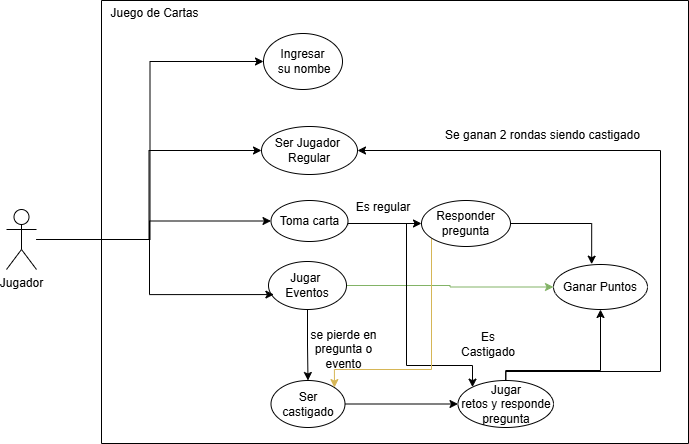 Juego de Cartas
Ingresar
su nombe
Se ganan 2 rondas siendo castigado
Ser Jugador
Regular
Es regular
Toma carta
Responder
pregunta
Jugador
Jugar
Eventos
Ganar Puntos
se pierde en
pregunta o
evento
Es
Castigado
Ser
castigado
Jugar
retos y responde
pregunta